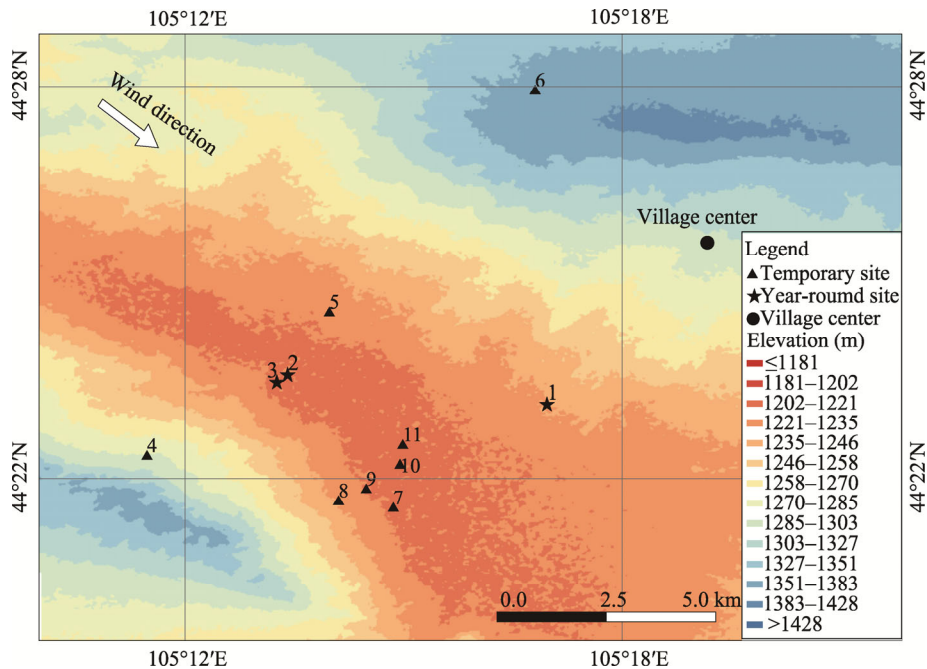 105°12′E 105°18′E
44°28′N
44°28′N
Wind direction
6
Village center
5
3 2
1
4
11
10
9
8 7
44°22′N
44°22′N
Legend
Temporary site
Year-roumd site
Village center
Elevation (m)
≤1181
1181–1202
1202–1221
1221–1235
1235–1246
1246–1258
1258–1270
1270–1285
1285–1303
1303–1327
1327–1351
1351–1383
1383–1428
>1428
0.0 2.5 5.0 km
105°12′E 105°18′E